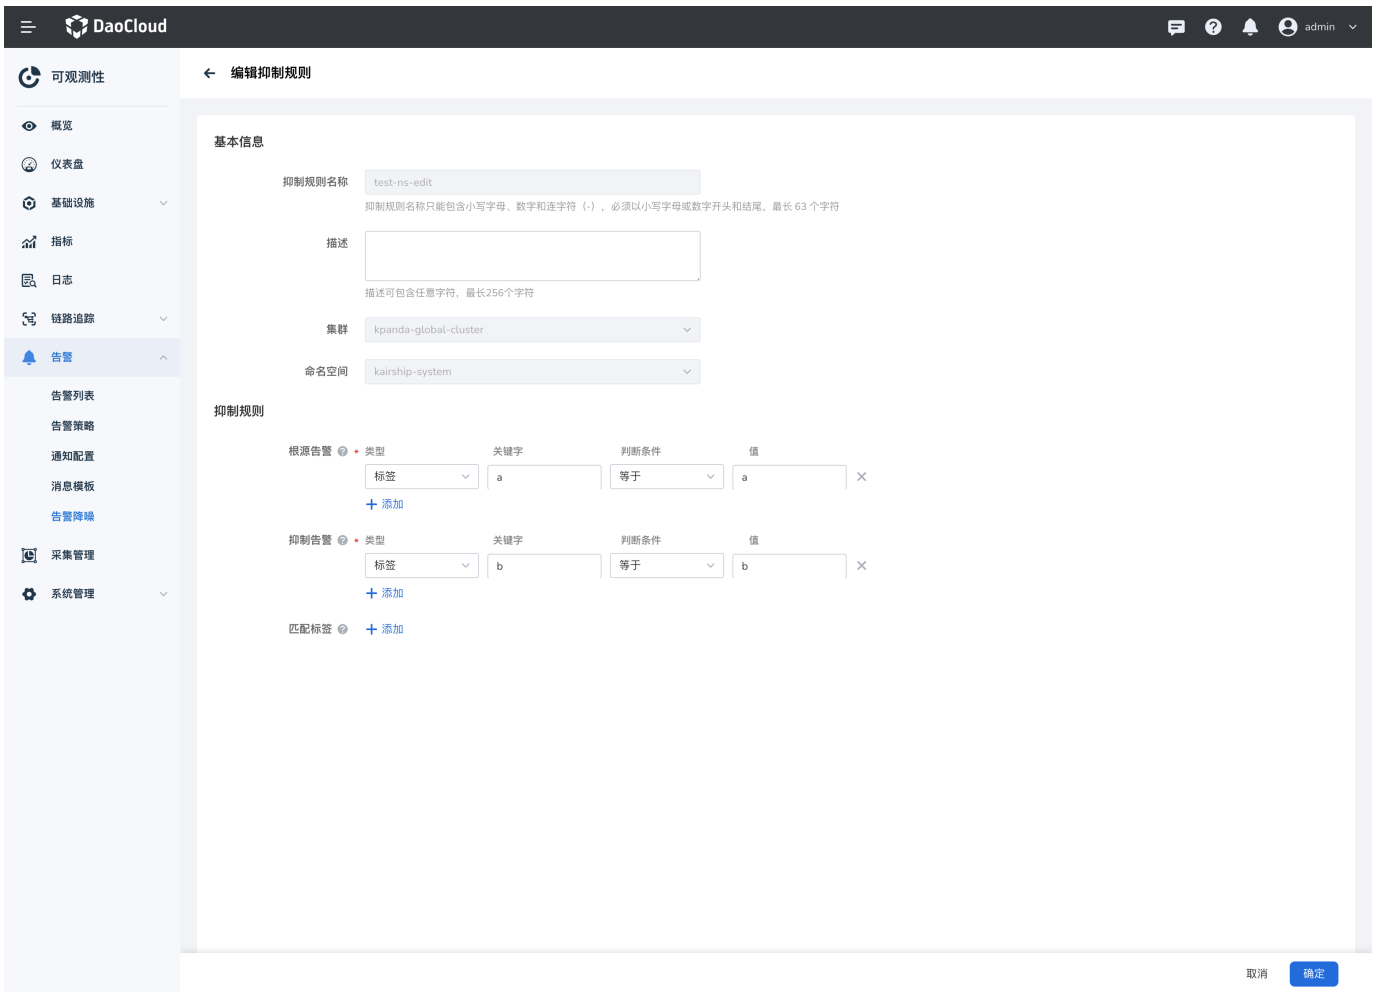 DaoCloud
admin
可观测性
概览
仪表盘
基础设施
指标
日志
链路追踪
告警
告警列表
告警策略
通知配置
消息模板
告警降噪
采集管理
系统管理
编辑抑制规则
基本信息
抑制规则名称 test-ns-edit
抑制规则名称只能包含小写字母、数字和连字符（-），必须以小写字母或数字开头和结尾，最长 63 个字符
描述
描述可包含任意字符，最长256个字符
集群 kpanda-global-cluster
命名空间 kairship-system
抑制规则
根源告警 * 类型 关键字 判断条件 值
标签 a 等于 a
添加
抑制告警 * 类型 关键字 判断条件 值
标签 b 等于 b
添加
匹配标签 添加
取消 确定